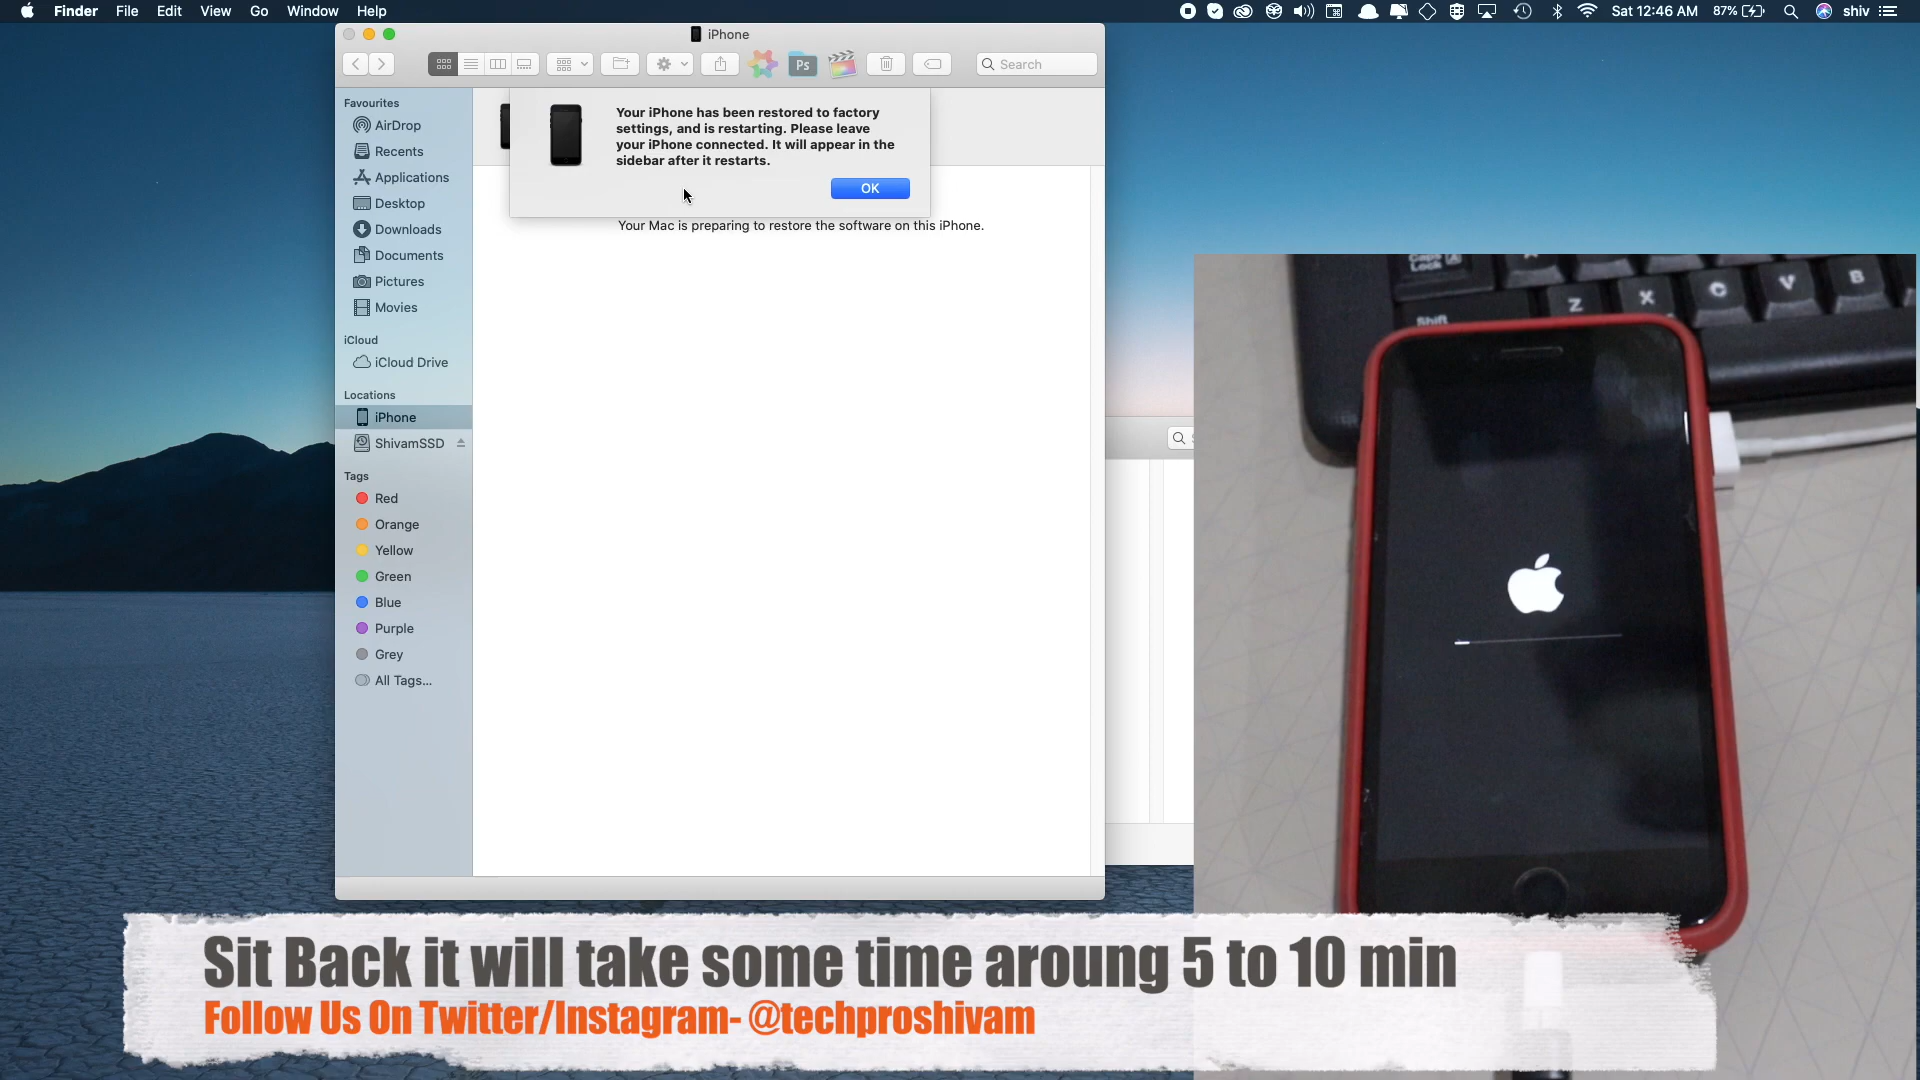 Finder File Edit View Go Window Help
Sat 12:46 AM 87% shiv
iPhone
Ps
Search
Favourites
AirDrop
Recents
Applications
Desktop
Downloads
Documents
Pictures
Movies
iCloud
iCloud Drive
Locations
iPhone
ShivamSSD
Tags
Red
Orange
Yellow
Green
Blue
Purple
Grey
All Tags...
Your iPhone has been restored to factory
settings, and is restarting. Please leave
your iPhone connected. It will appear in the
sidebar after it restarts.
OK
Your Mac is preparing to restore the software on this iPhone.
Caps
Lock A
Shift
Z X C V B
Sit Back it will take some time aroung 5 to 10 min
Follow Us On Twitter/Instagram- @techproshivam